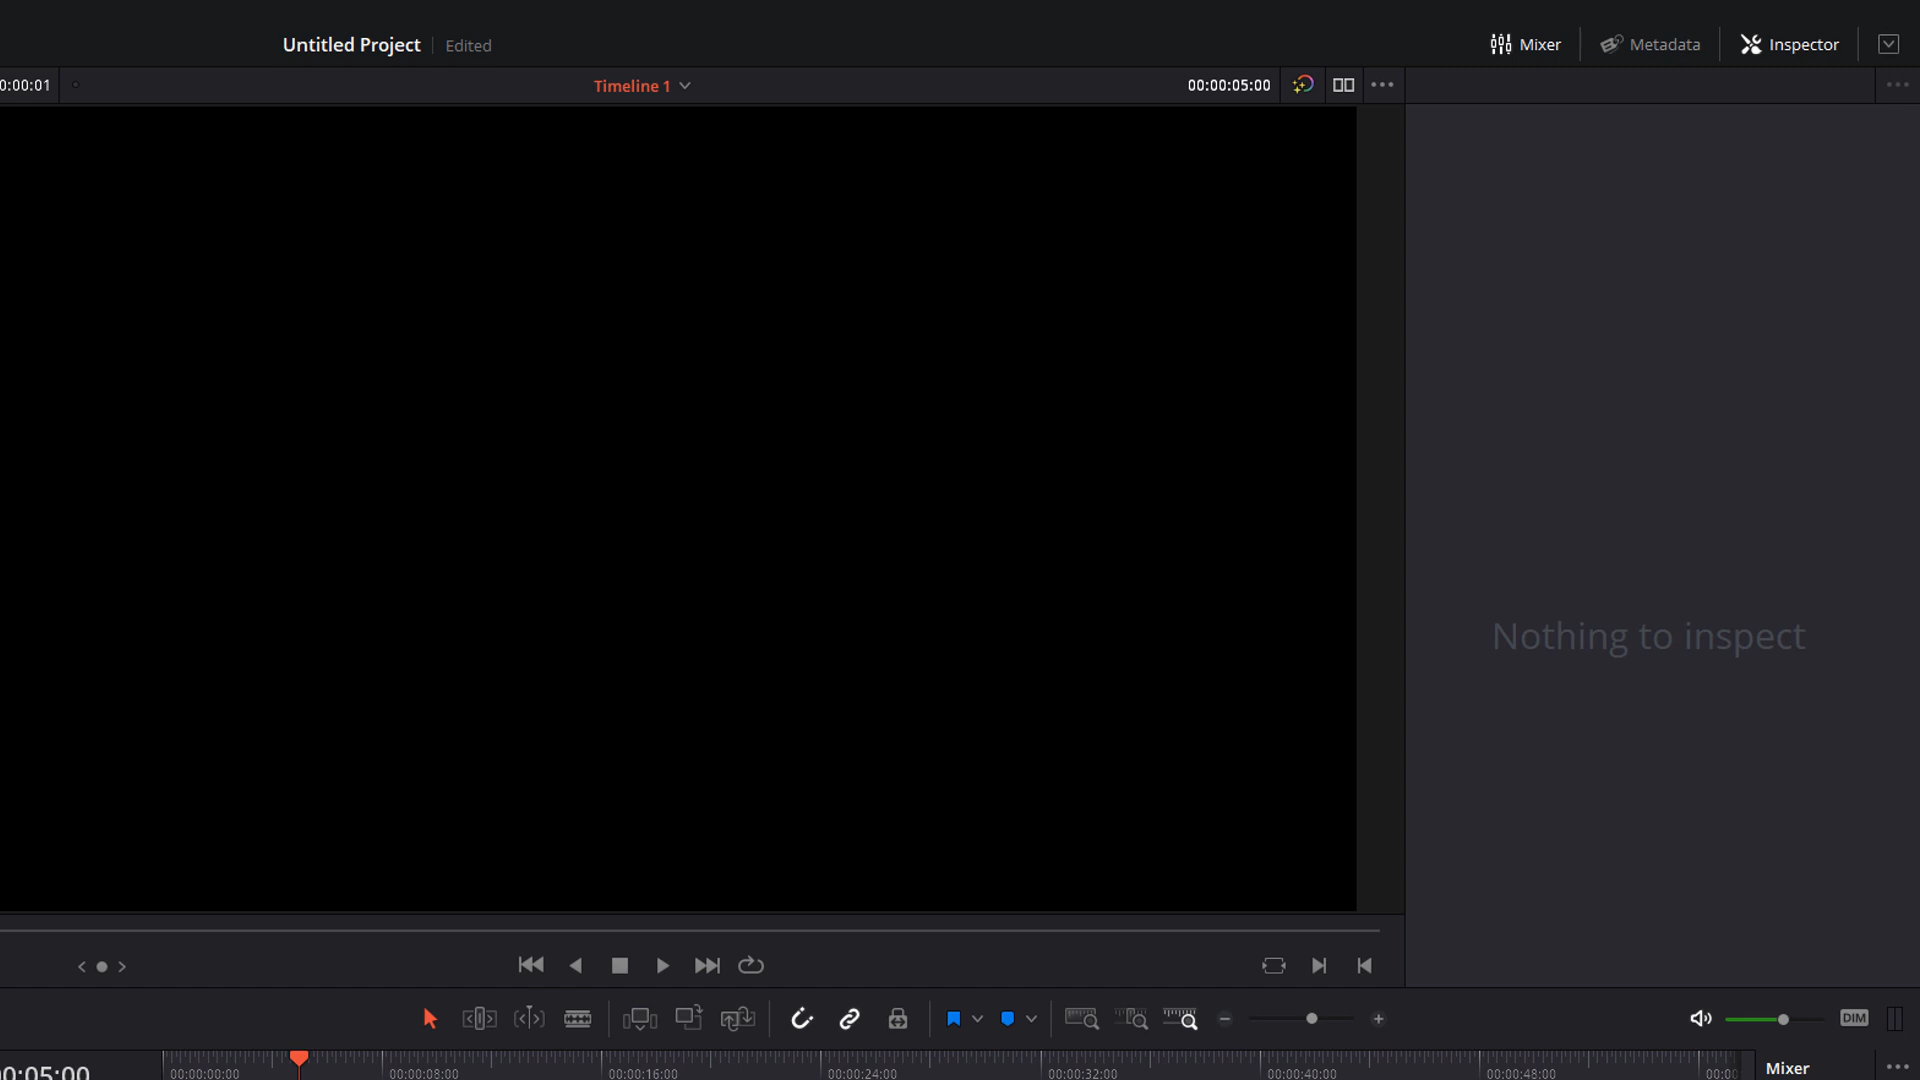 Untitled Project Edited Mixer Metadata Inspector
0:00:01 Timeline 1 00:00:05:00
Nothing to inspect
DIM
0:05:00 00:00:00:00 00:00:08:00 00:00:16:00 00:00:24:00 00:00:32:00 00:00:40:00 00:00:48:00 00:00: Mixer